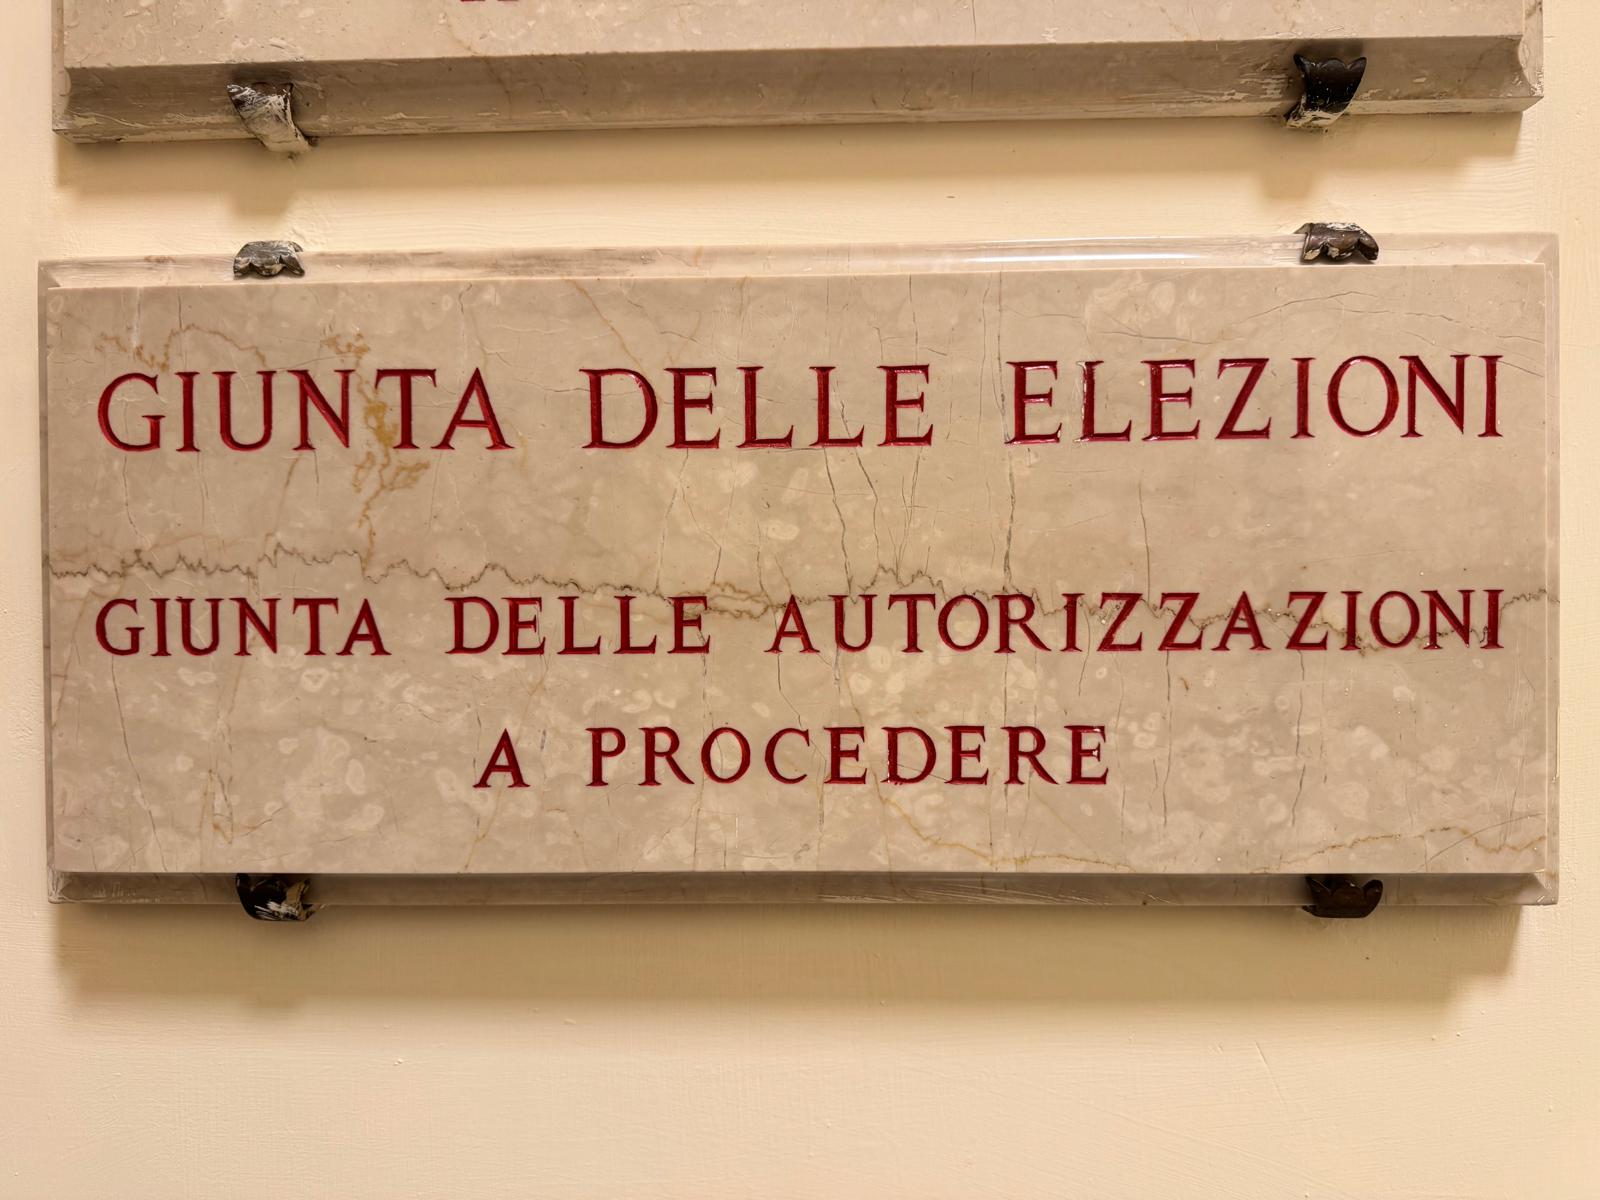 GIUNTA DELLE ELEZIONI
GIUNTA DELLE AUTORIZZAZIONI
A PROCEDERE